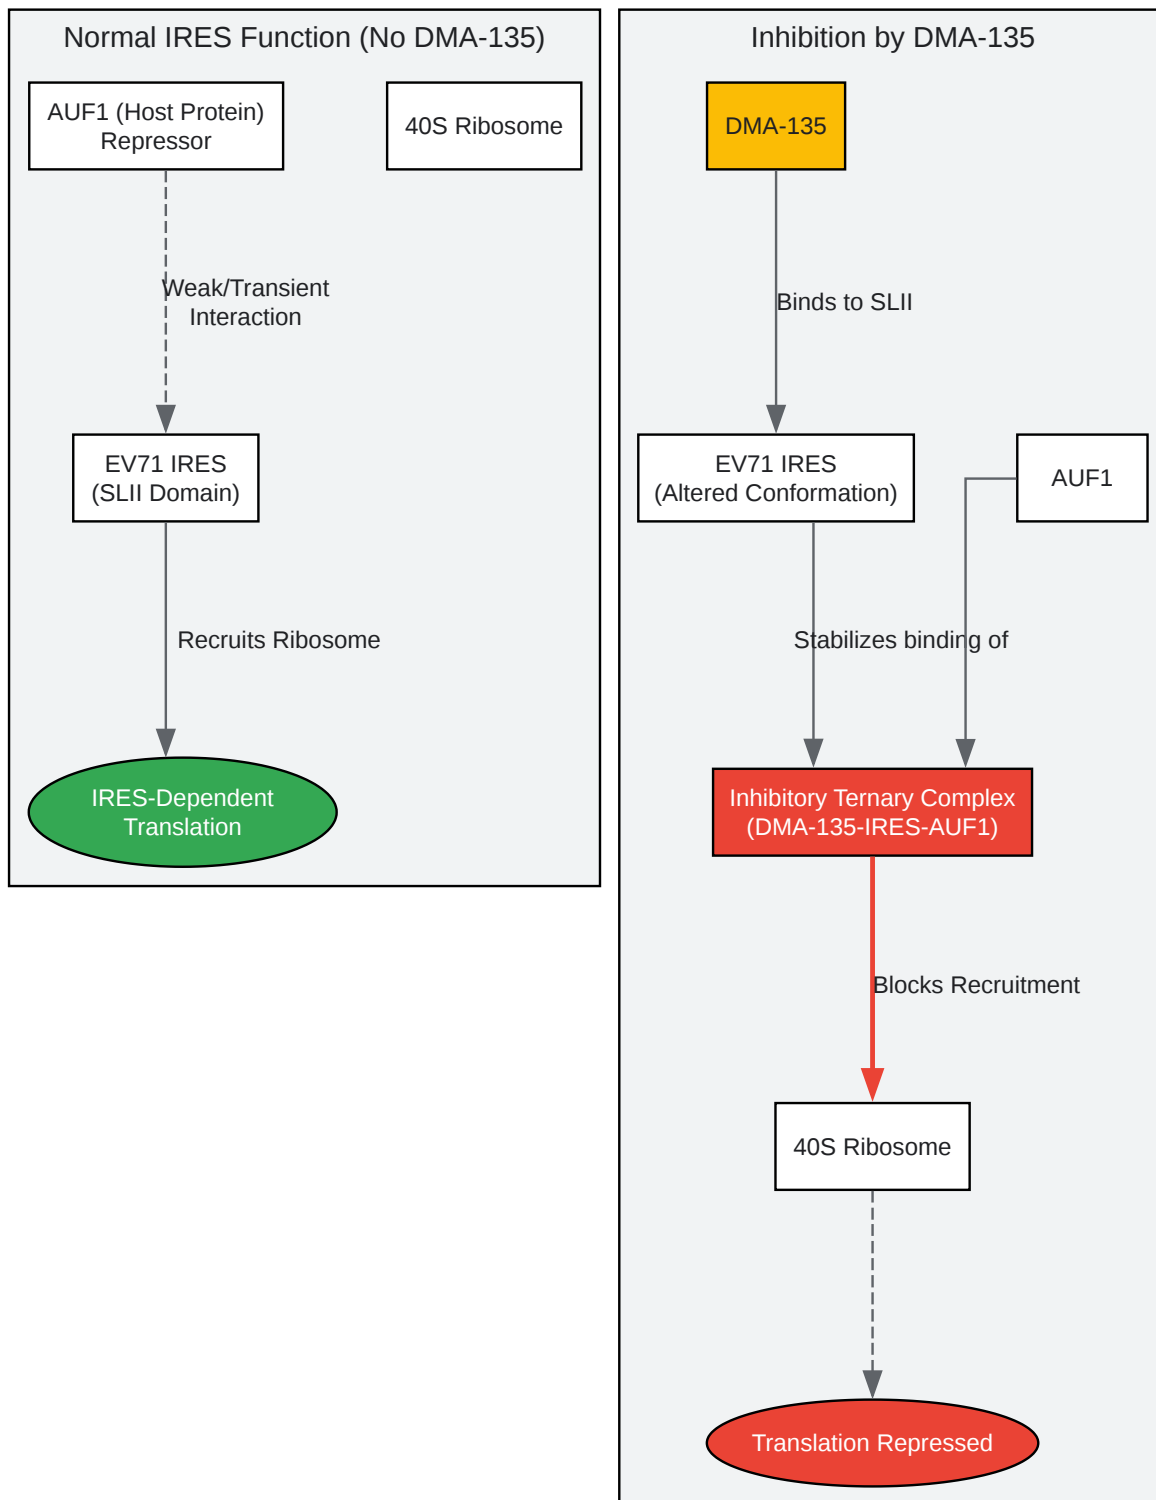 Normal IRES Function (No DMA-135)
AUF1 (Host Protein)
Repressor
40S Ribosome
Weak/Transient
Interaction
EV71 IRES
(SLII Domain)
Recruits Ribosome
IRES-Dependent
Translation
Inhibition by DMA-135
DMA-135
Binds to SLII
EV71 IRES
(Altered Conformation)
AUF1
Stabilizes binding of
Inhibitory Ternary Complex
(DMA-135-IRES-AUF1)
Blocks Recruitment
40S Ribosome
Translation Repressed